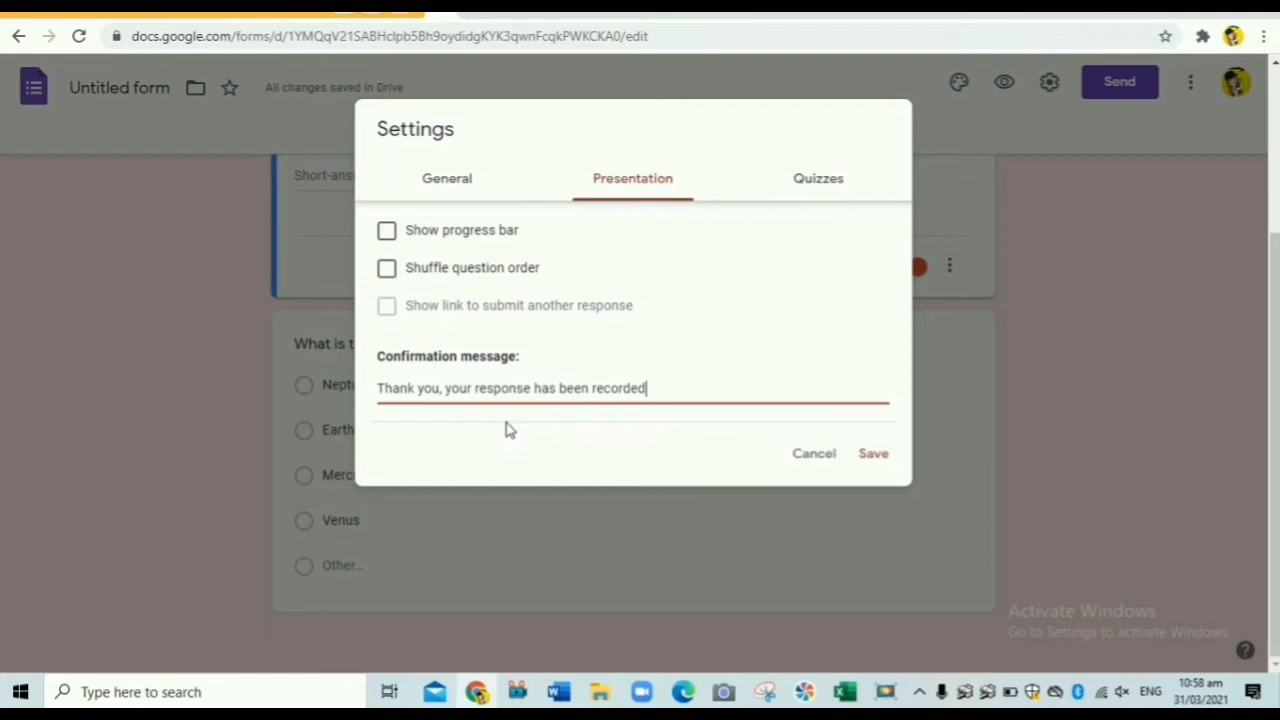 docs.google.com/forms/d/1YMQqV21SABHclpb5Bh9oydidgKYK3qwnFcqkPWKCKA0/edit
Untitled form
All changes saved in Drive
Send
Settings
General
Presentation
Quizzes
Short-ans
Show progress bar
Shuffle question order
Show link to submit another response
Confirmation message:
Thank you, your response has been recorded
Cancel
Save
What is t
Neptu
Earth
Merc
Venus
Other...
Activate Windows
Go to Settings to activate Windows.
Type here to search
ENG
10:58 am
31/03/2021